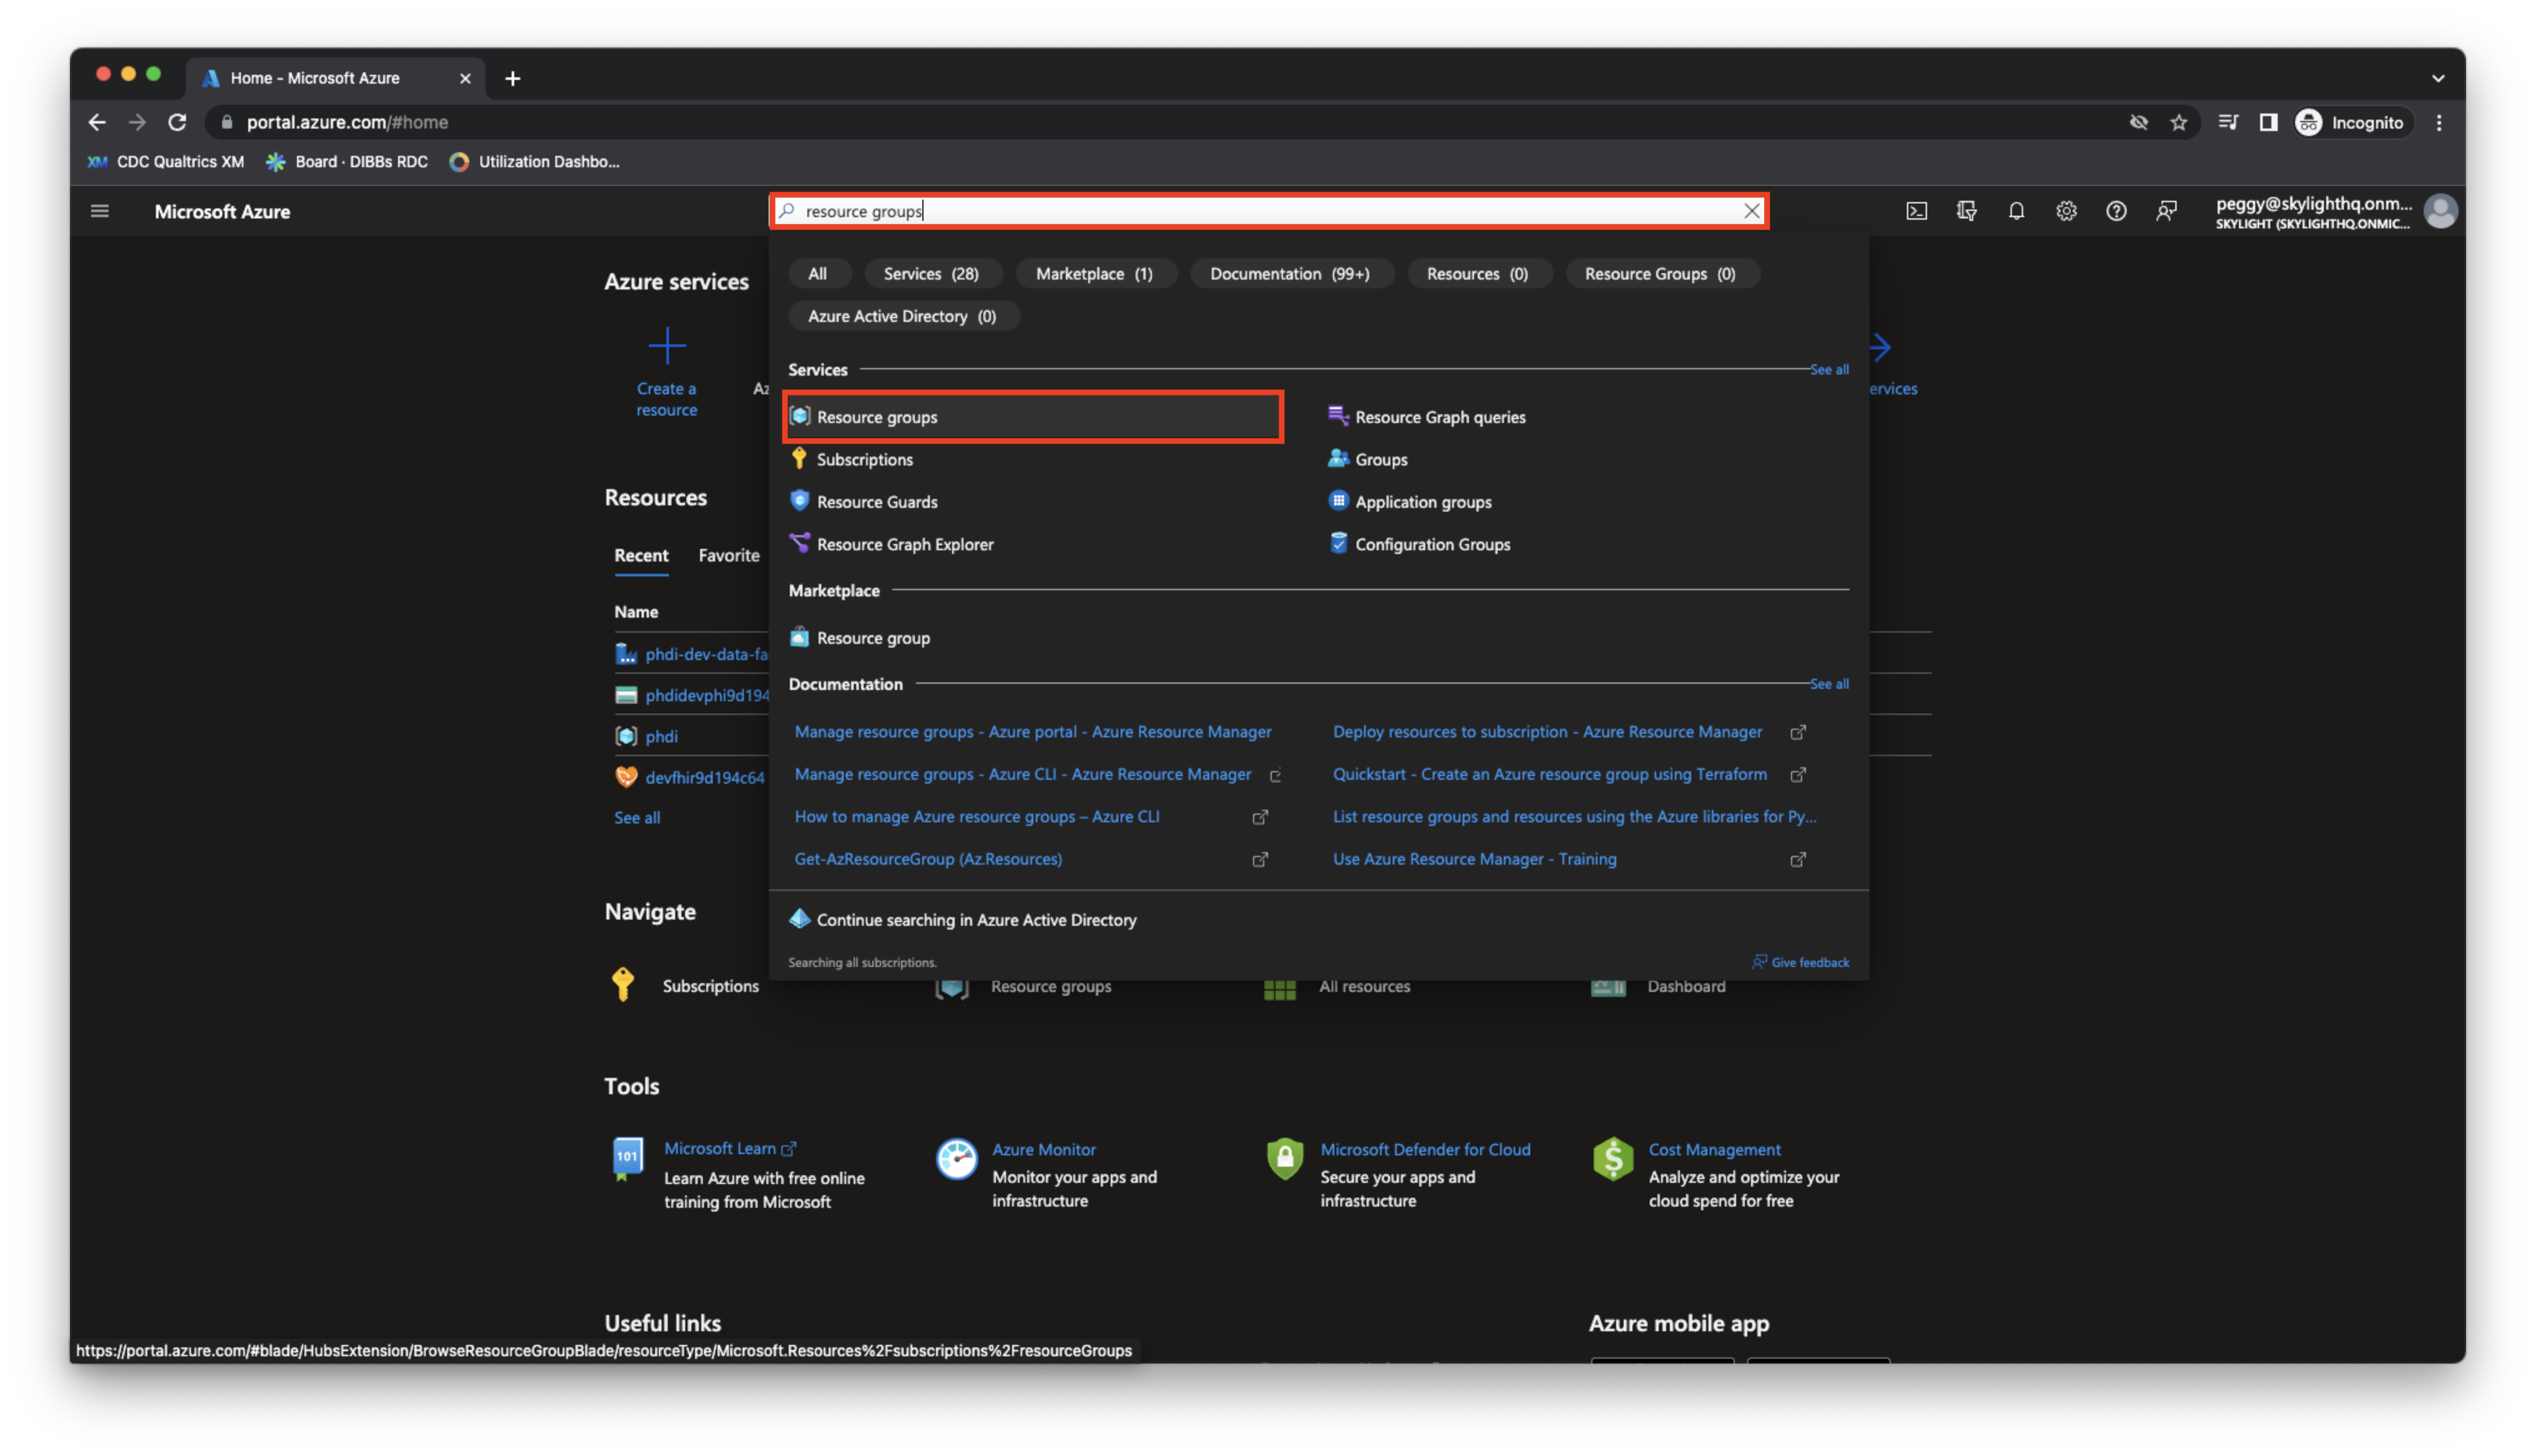 Home - Microsoft Azure
portal.azure.com/#home
Incognito
CDC Qualtrics XM
Board · DIBBs RDC
Utilization Dashbo...
Microsoft Azure
resource groups
peggy@skylighthq.onm...
SKYLIGHT (SKYLIGHTHQ.ONMIC...
All
Services (28)
Marketplace (1)
Documentation (99+)
Resources (0)
Resource Groups (0)
Azure Active Directory (0)
Azure services
Create a
resource
Az
ervices
Services
See all
Resource groups
Resource Graph queries
Subscriptions
Groups
Resource Guards
Application groups
Resource Graph Explorer
Configuration Groups
Marketplace
Resource group
Documentation
See all
Manage resource groups - Azure portal - Azure Resource Manager
Deploy resources to subscription - Azure Resource Manager
Manage resource groups - Azure CLI - Azure Resource Manager
Quickstart - Create an Azure resource group using Terraform
How to manage Azure resource groups – Azure CLI
List resource groups and resources using the Azure libraries for Py...
Get-AzResourceGroup (Az.Resources)
Use Azure Resource Manager - Training
Continue searching in Azure Active Directory
Searching all subscriptions.
Give feedback
Resources
Recent
Favorite
Name
phdi-dev-data-fa
phdidevphi9d194
phdi
devfhir9d194c64
See all
Navigate
Subscriptions
Resource groups
All resources
Dashboard
Tools
101
Microsoft Learn
Learn Azure with free online
training from Microsoft
Azure Monitor
Monitor your apps and
infrastructure
Microsoft Defender for Cloud
Secure your apps and
infrastructure
Cost Management
Analyze and optimize your
cloud spend for free
Useful links
Azure mobile app
https://portal.azure.com/#blade/HubsExtension/BrowseResourceGroupBlade/resourceType/Microsoft.Resources%2Fsubscriptions%2FresourceGroups